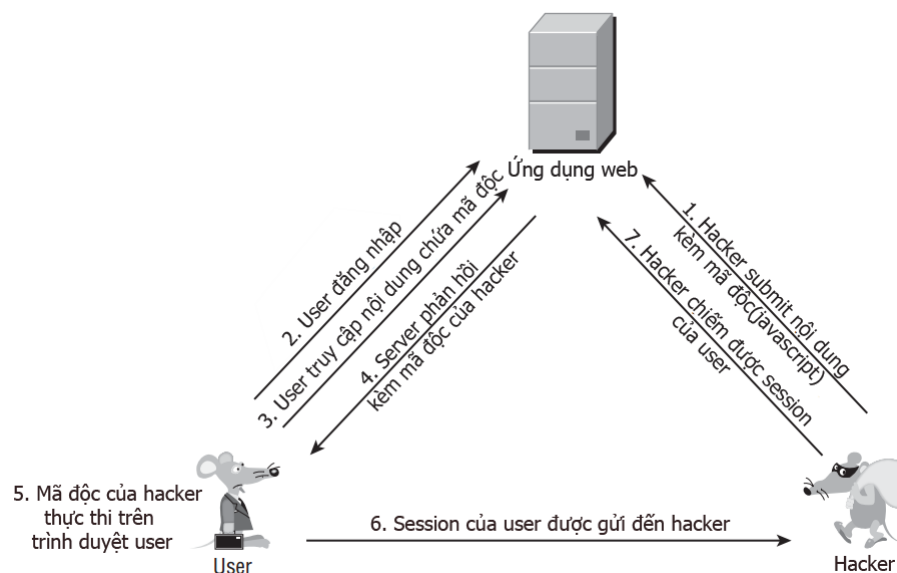 Ứng dụng web
1. Hacker submit nội dung
kèm mã độc(javascript)
2. User đăng nhập
3. User truy cập nội dung chứa mã độc
4. Server phản hồi
kèm mã độc của hacker
5. Mã độc của hacker
thực thi trên
trình duyệt user
6. Session của user được gửi đến hacker
7. Hacker chiếm được session
của user
User
Hacker